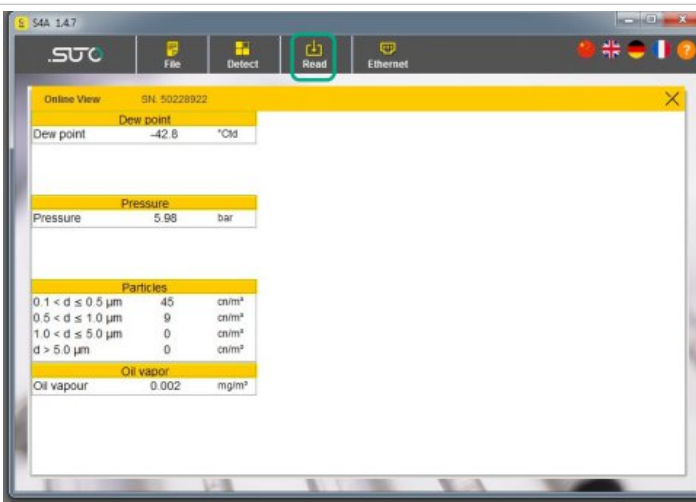 S4A 1.4.7
.SUTO
File Detect Read Ethernet
Online View SN. 50228922
Dew point
Dew point -42.8 °Ctd
Pressure
Pressure 5.98 bar
Particles
0.1 < d ≤ 0.5 µm 45 cn/m³
0.5 < d ≤ 1.0 µm 9 cn/m³
1.0 < d ≤ 5.0 µm 0 cn/m³
d > 5.0 µm 0 cn/m³
Oil vapor
Oil vapour 0.002 mg/m³